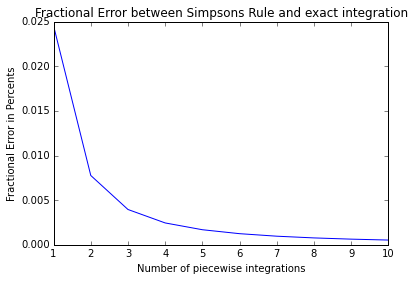 Fractional Error between Simpsons Rule and exact integration
0.025
0.020
0.015
0.010
0.005
0.000
Fractional Error in Percents
1 2 3 4 5 6 7 8 9 10
Number of piecewise integrations